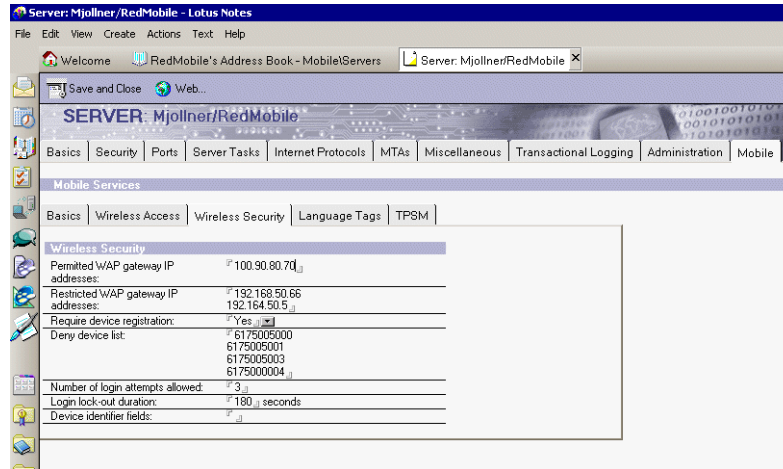 Server: Mjollner/RedMobile - Lotus Notes
File Edit View Create Actions Text Help
Welcome RedMobile's Address Book - Mobile\Servers Server: Mjollner/RedMobile
Save and Close Web...
SERVER: Mjollner/RedMobile
Basics Security Ports Server Tasks Internet Protocols MTAs Miscellaneous Transactional Logging Administration Mobile
Mobile Services
Basics Wireless Access Wireless Security Language Tags TPSM
Wireless Security
Permitted WAP gateway IP 100.90.80.70
addresses:
Restricted WAP gateway IP 192.168.50.66
addresses: 192.164.50.5
Require device registration: Yes
Deny device list: 6175005000
6175005001
6175005003
6175000004
Number of login attempts allowed: 3
Login lock-out duration: 180 seconds
Device identifier fields: